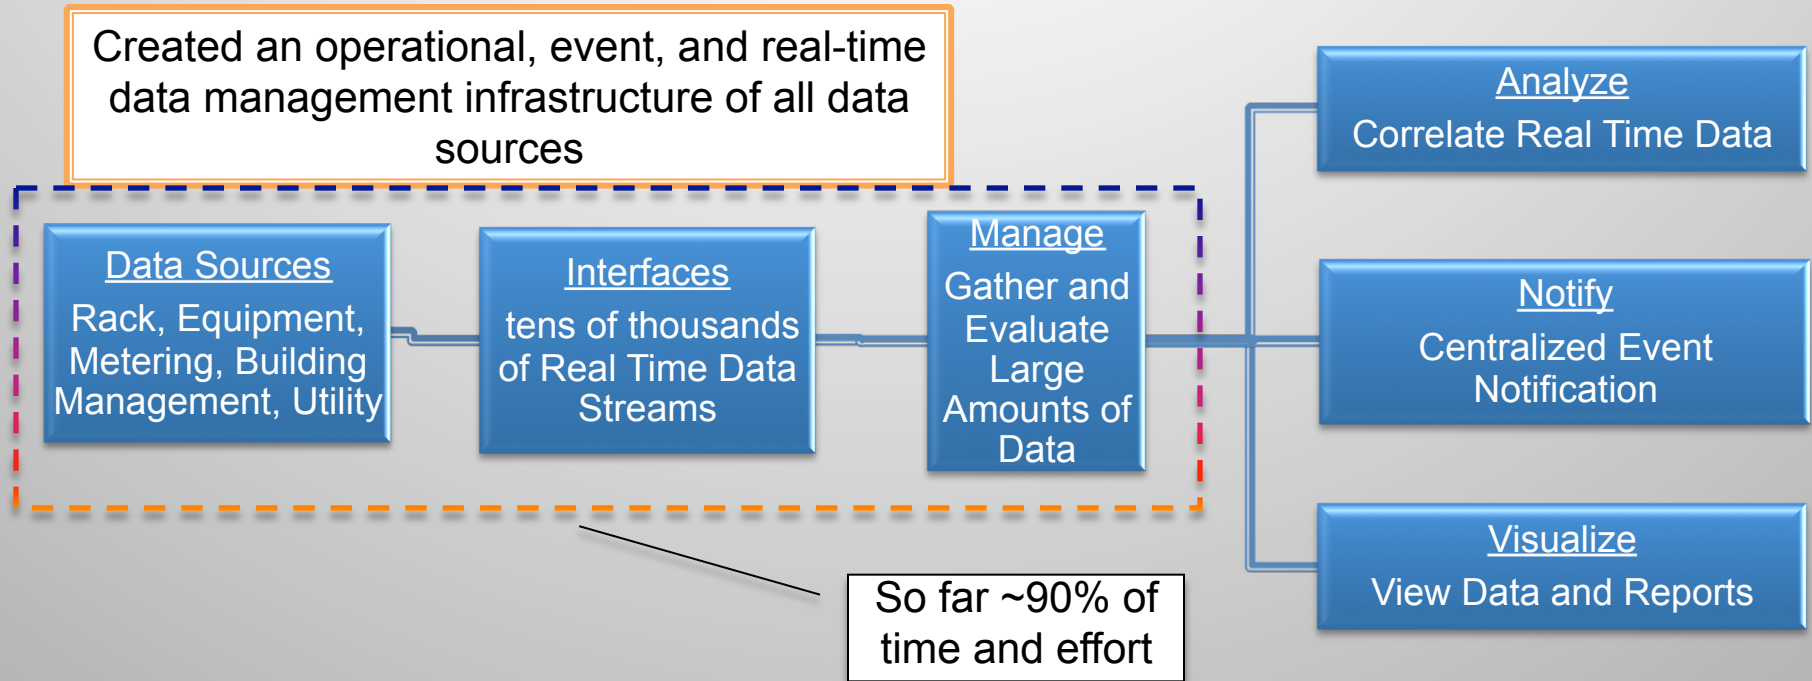 Created an operational, event, and real-time
data management infrastructure of all data
sources
Data Sources
Rack, Equipment,
Metering, Building
Management, Utility
Interfaces
tens of thousands
of Real Time Data
Streams
Manage
Gather and
Evaluate
Large
Amounts of
Data
Analyze
Correlate Real Time Data
Notify
Centralized Event
Notification
Visualize
View Data and Reports
So far ~90% of
time and effort